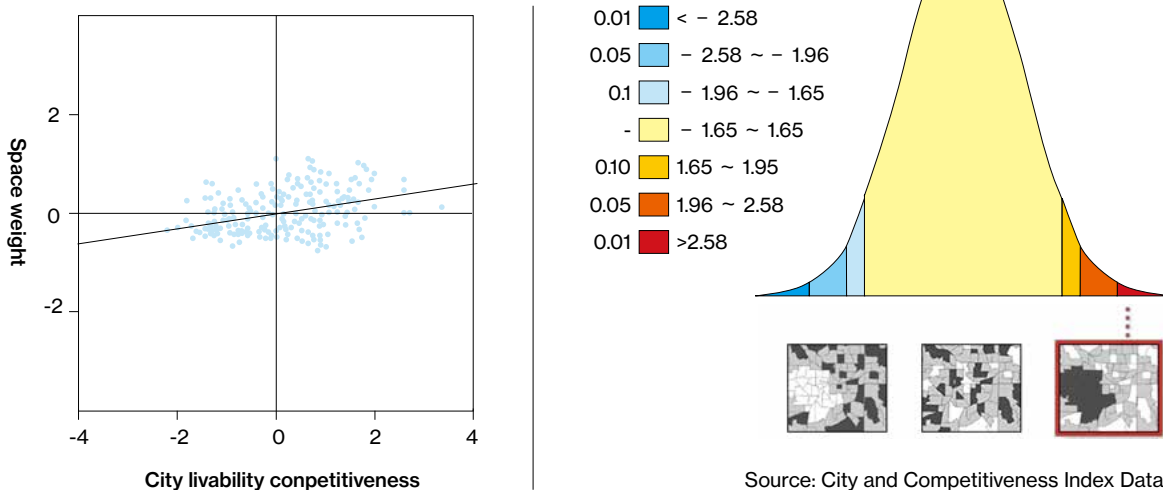 2
0
-2
Space weight
-4 -2 0 2 4
City livability conpetitiveness
0.01 < – 2.58
0.05 – 2.58 ~ – 1.96
0.1 – 1.96 ~ – 1.65
- – 1.65 ~ 1.65
0.10 1.65 ~ 1.95
0.05 1.96 ~ 2.58
0.01 >2.58
Source: City and Competitiveness Index Data